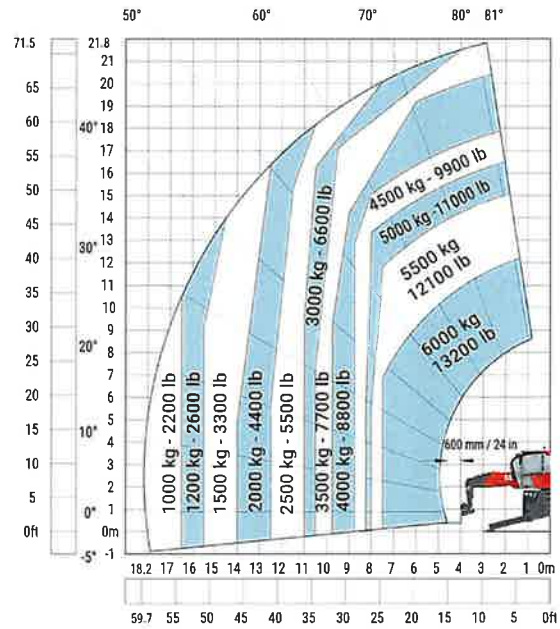 50° 60° 70° 80° 81°
71.5 21.8
21
65 20
19
60 40° 18
17
55 16
50 15
14
45 13
30° 12
40 11
35 10
30 9
20° 8
25 7
20 6
5
15 10° 4
10 3
2
5 0° 1
0ft 0m
-5° -1
4500 kg - 9900 lb
5000 kg -11000 lb
5500 kg
12100 lb
6000 kg
13200 lb
3000 kg - 6600 lb
1000 kg - 2200 lb
1200 kg - 2600 lb
1500 kg - 3300 lb
2000 kg - 4400 lb
2500 kg - 5500 lb
3500 kg - 7700 lb
4000 kg - 8800 lb
600 mm / 24 in
18.2 17 16 15 14 13 12 11 10 9 8 7 6 5 4 3 2 1 0m
59.7 55 50 45 40 35 30 25 20 15 10 5 0ft